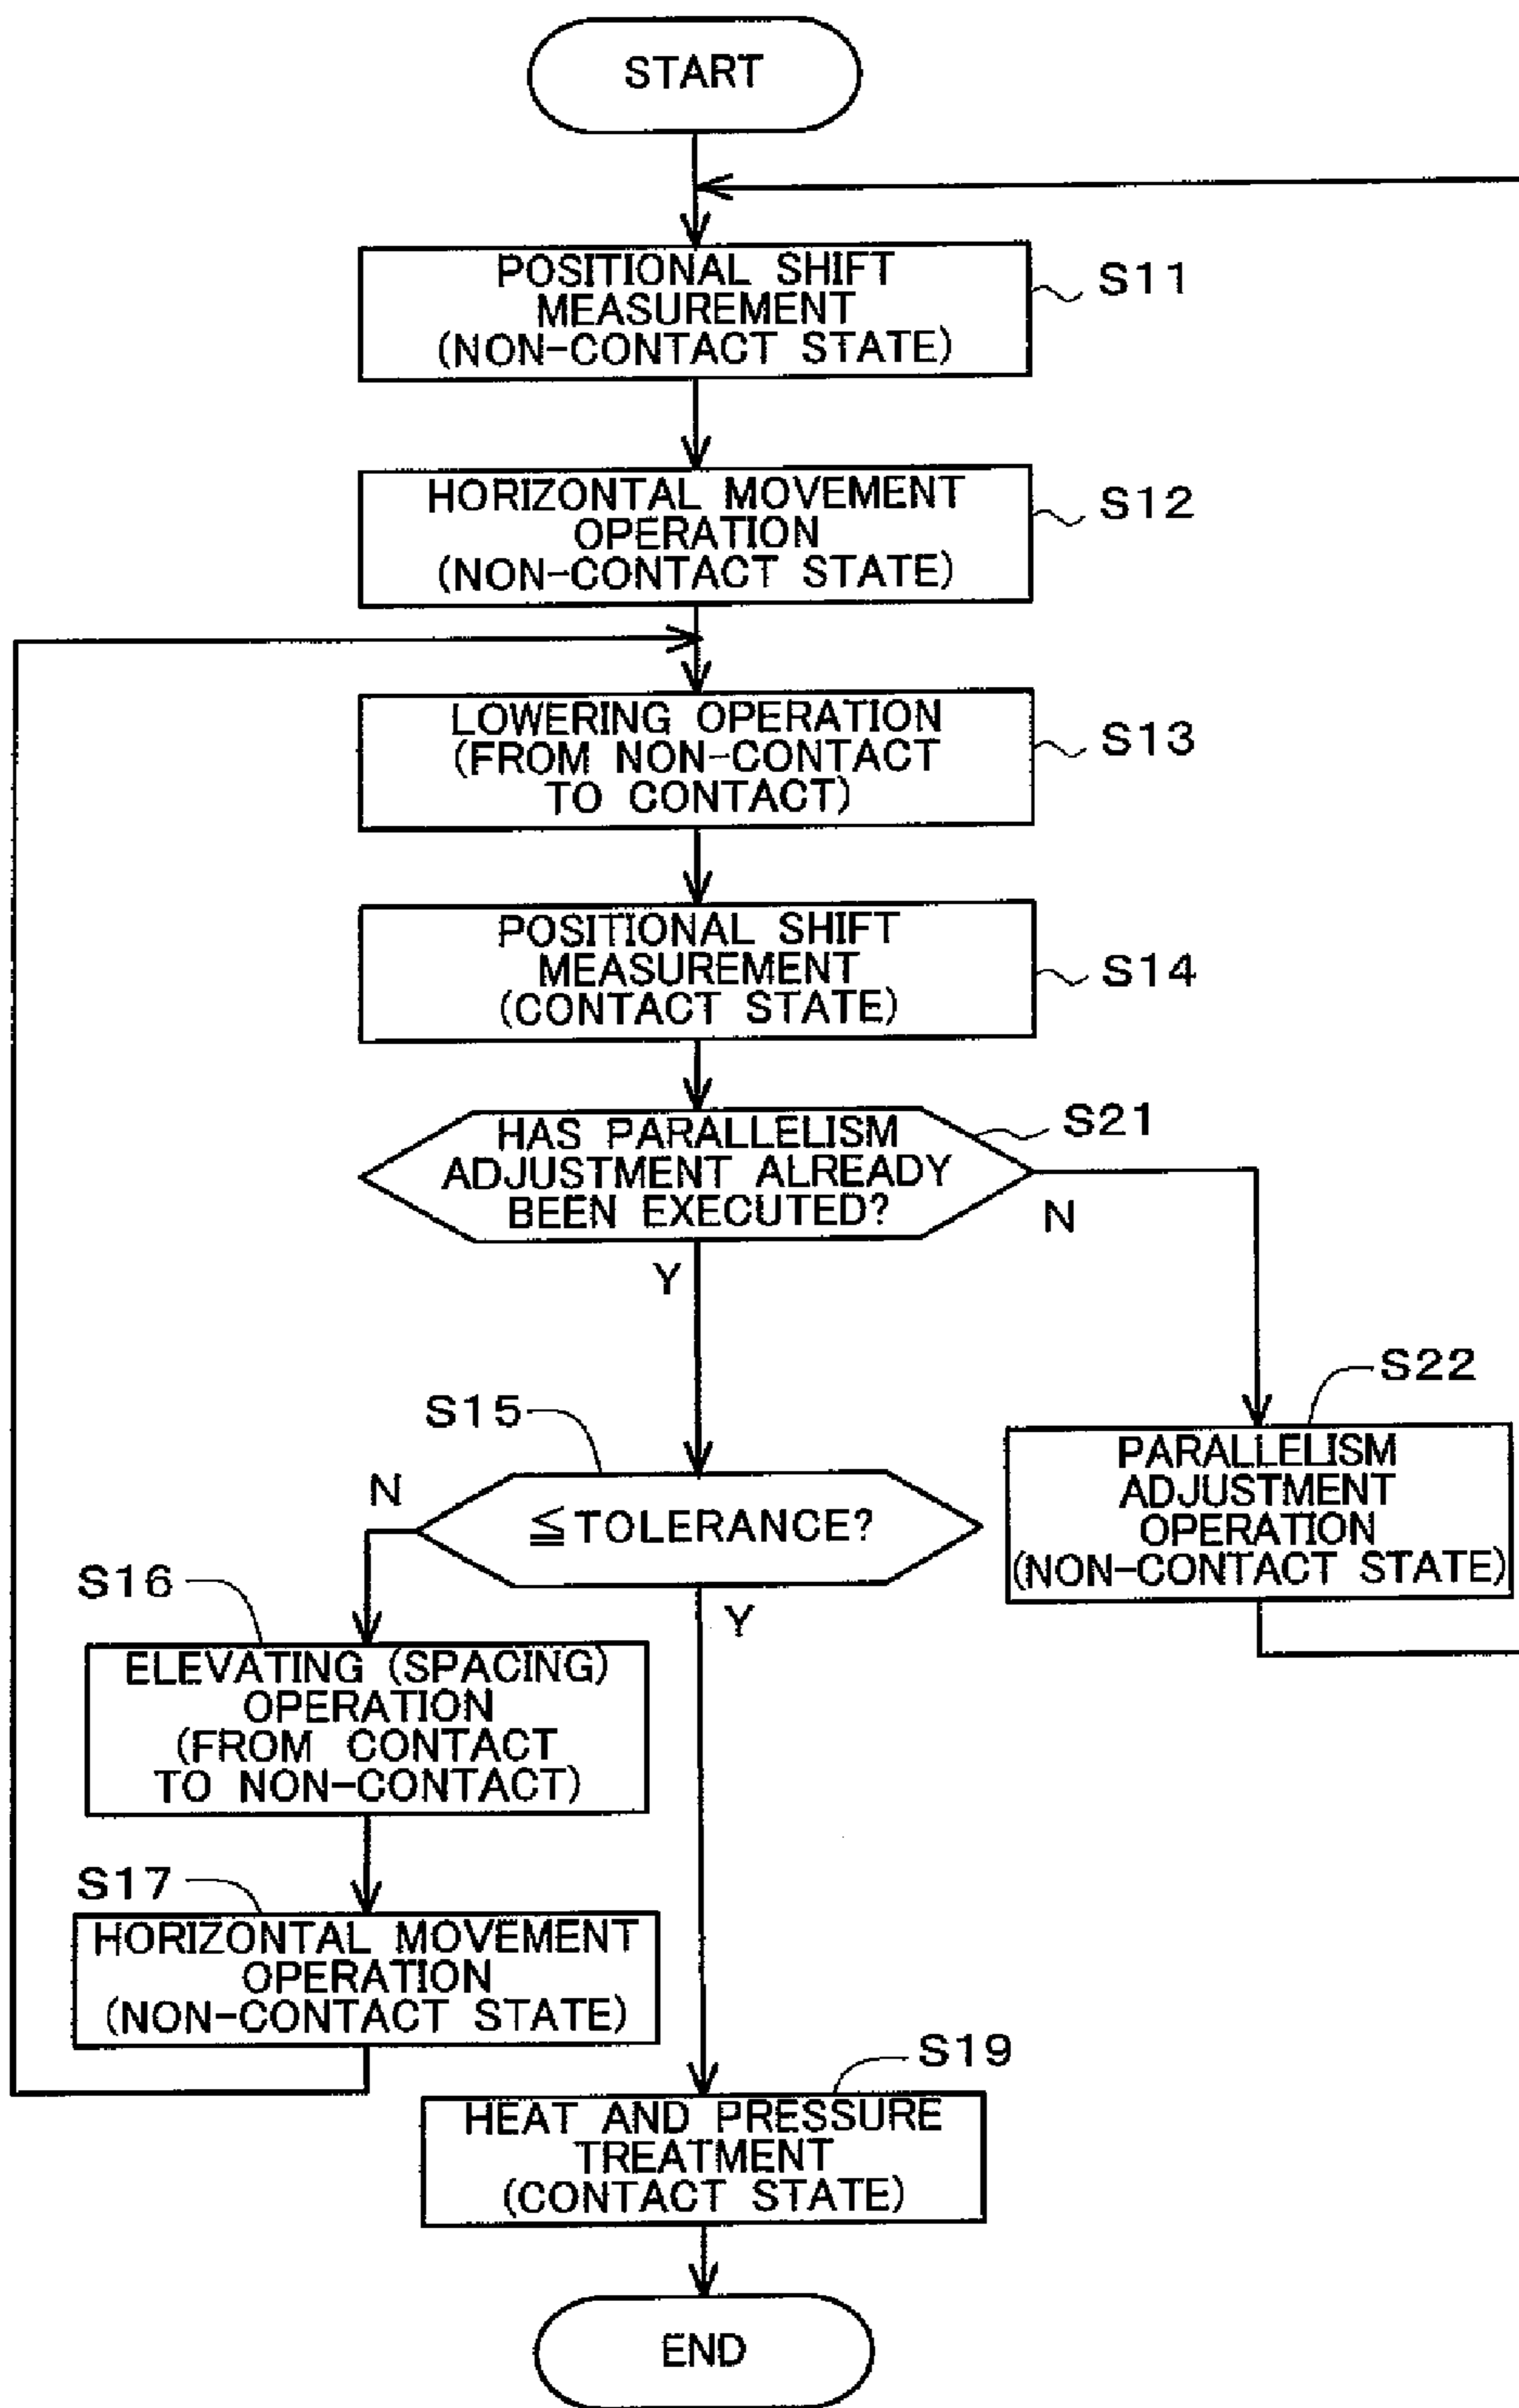 START
POSITIONAL SHIFT
MEASUREMENT
(NON-CONTACT STATE)
S11
HORIZONTAL MOVEMENT
OPERATION
(NON-CONTACT STATE)
S12
LOWERING OPERATION
(FROM NON-CONTACT
TO CONTACT)
S13
POSITIONAL SHIFT
MEASUREMENT
(CONTACT STATE)
S14
HAS PARALLELISM
ADJUSTMENT ALREADY
BEEN EXECUTED?
S21
N
Y
S22
PARALLELISM
ADJUSTMENT
OPERATION
(NON-CONTACT STATE)
S15
≦TOLERANCE?
N
Y
S16
ELEVATING (SPACING)
OPERATION
(FROM CONTACT
TO NON-CONTACT)
S17
HORIZONTAL MOVEMENT
OPERATION
(NON-CONTACT STATE)
S19
HEAT AND PRESSURE
TREATMENT
(CONTACT STATE)
END